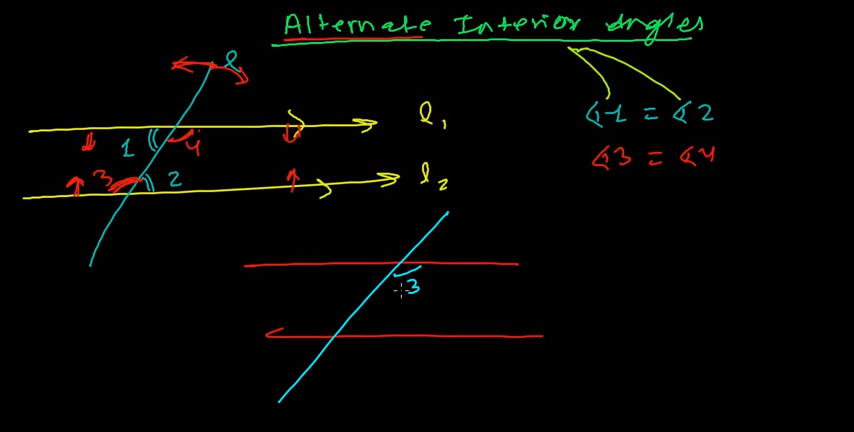 Alternate Interior Angles
l
l₁
∢1 = ∢2
1 4
∢3 = ∢4
3 2
l₂
3